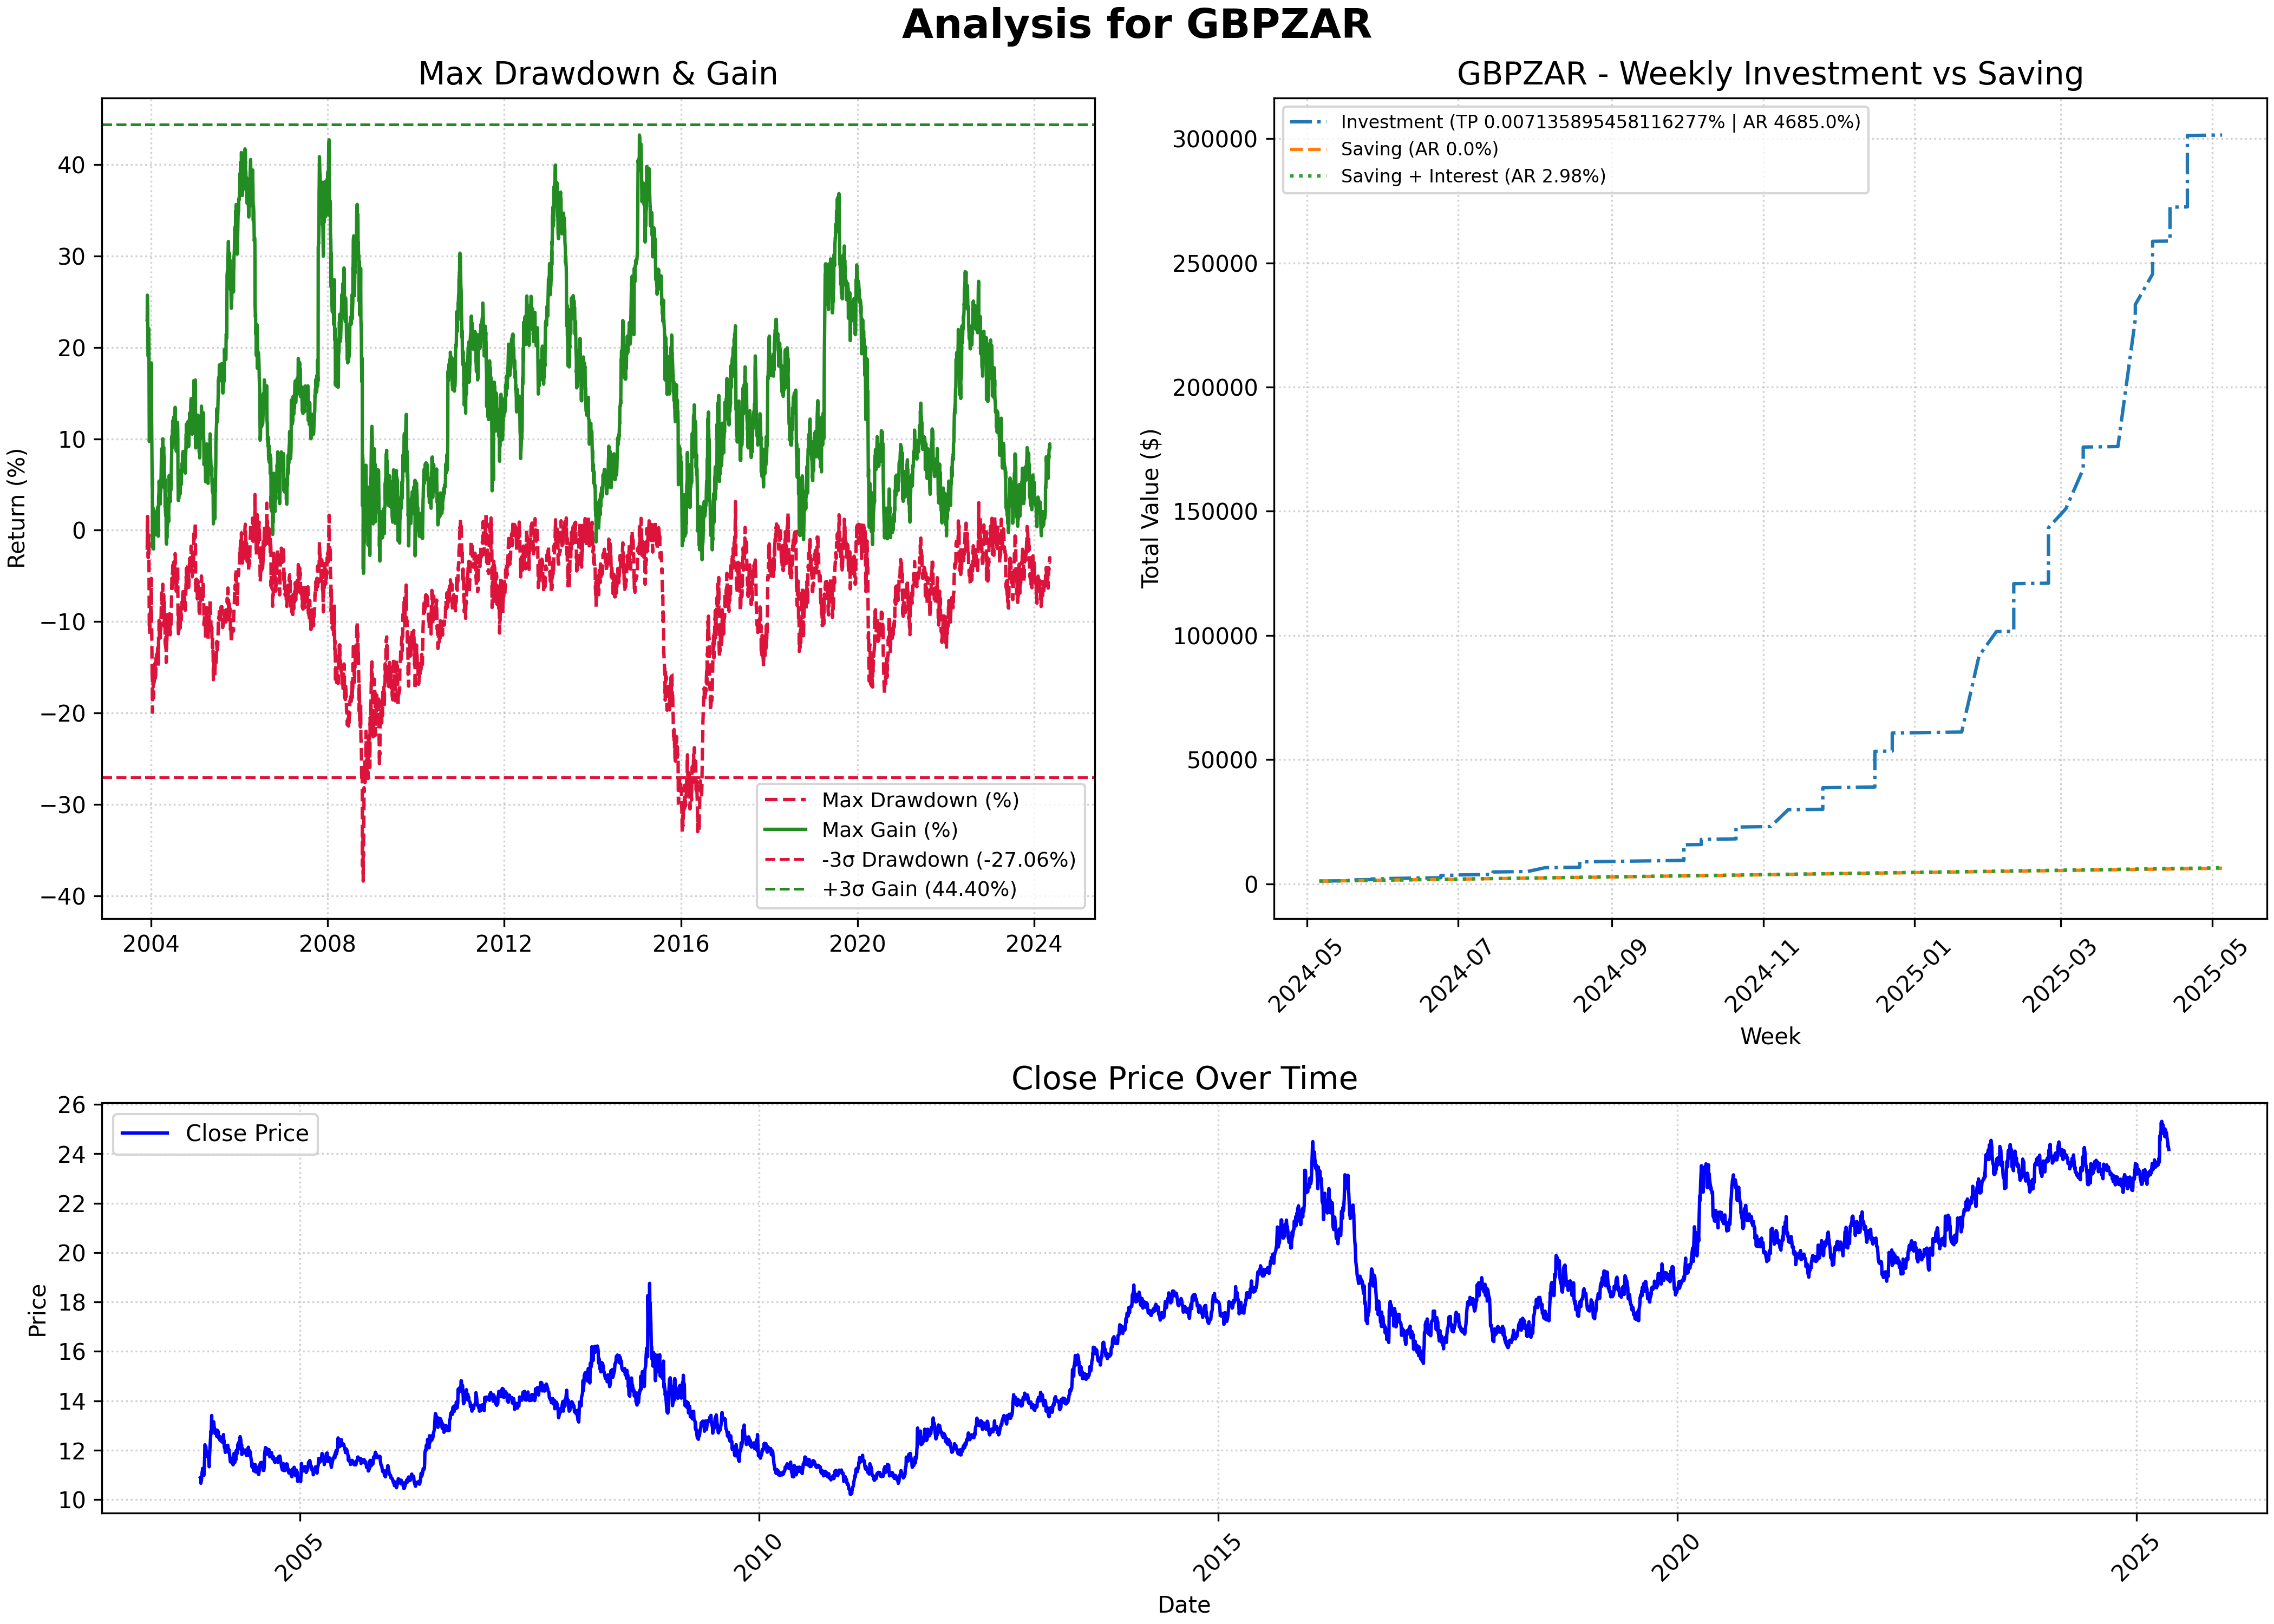 Analysis for GBPZAR
Max Drawdown & Gain
Return (%)
40
30
20
10
0
−10
−20
−30
−40
2004
2008
2012
2016
2020
2024
Max Drawdown (%)
Max Gain (%)
-3σ Drawdown (-27.06%)
+3σ Gain (44.40%)
GBPZAR - Weekly Investment vs Saving
Total Value ($)
300000
250000
200000
150000
100000
50000
0
Investment (TP 0.007135895458116277% | AR 4685.0%)
Saving (AR 0.0%)
Saving + Interest (AR 2.98%)
2024-05
2024-07
2024-09
2024-11
2025-01
2025-03
2025-05
Week
Close Price Over Time
Price
26
24
22
20
18
16
14
12
10
Close Price
2005
2010
2015
2020
2025
Date